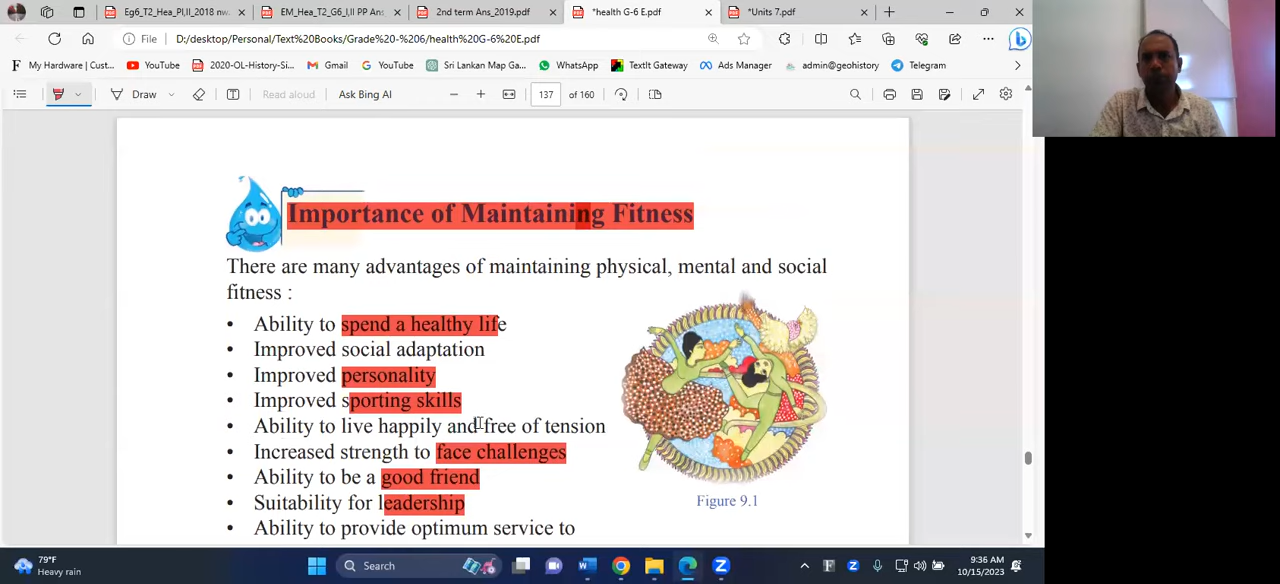 Eg6_T2_Hea_PI,II_2018 nw
EM_Hea_T2_G6_I,II PP Ans
2nd term Ans_2019.pdf
*health G-6 E.pdf
*Units 7.pdf
File D:/desktop/Personal/Text Books/Grade 20 -% 206/health%20G-6%20E.pdf
My Hardware | Cust...
YouTube
2020-OL-History-Si...
Gmail
YouTube
Sri Lankan Map Ga...
WhatsApp
TextIt Gateway
Ads Manager
admin@geohistory
Telegram
Draw
Read aloud
Ask Bing AI
137 of 160
Importance of Maintaining Fitness
There are many advantages of maintaining physical, mental and social
fitness :
• Ability to spend a healthy life
• Improved social adaptation
• Improved personality
• Improved sporting skills
• Ability to live happily and free of tension
• Increased strength to face challenges
• Ability to be a good friend
• Suitability for leadership
• Ability to provide optimum service to
Figure 9.1
79°F
Heavy rain
Search
9:36 AM
10/15/2023